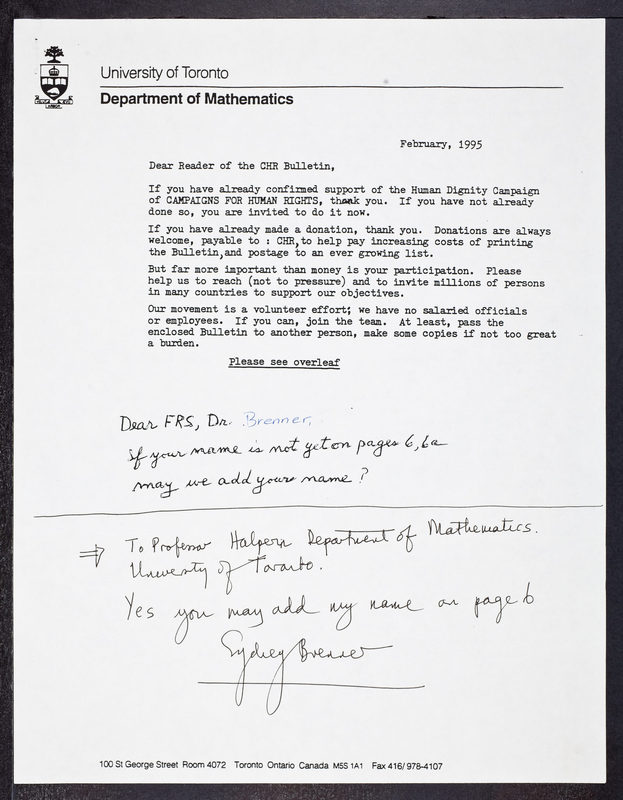 University of Toronto
Department of Mathematics
February, 1995
Dear Reader of the CHR Bulletin,
If you have already confirmed support of the Human Dignity Campaign
of CAMPAIGNS FOR HUMAN RIGHTS, thank you. If you have not already
done so, you are invited to do it now.
If you have already made a donation, thank you. Donations are always
welcome, payable to : CHR, to help pay increasing costs of printing
the Bulletin, and postage to an ever growing list.
But far more important than money is your participation. Please
help us to reach (not to pressure) and to invite millions of persons
in many countries to support our objectives.
Our movement is a volunteer effort; we have no salaried officials
or employees. If you can, join the team. At least, pass the
enclosed Bulletin to another person, make some copies if not too great
a burden.
Please see overleaf
Dear FRS, Dr. Brenner,
if your name is not yet on pages 6, 6a
may we add your name?
⇒ To Professor Halpern Department of Mathematics.
University of Toronto.
Yes you may add my name on page 6
Sydney Brenner
100 St George Street Room 4072 Toronto Ontario Canada M5S 1A1 Fax 416/978-4107